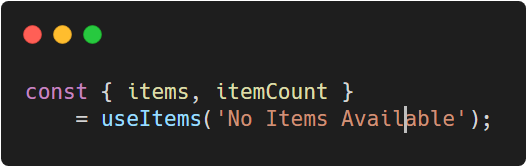 const { items, itemCount }
    = useItems('No Items Available');